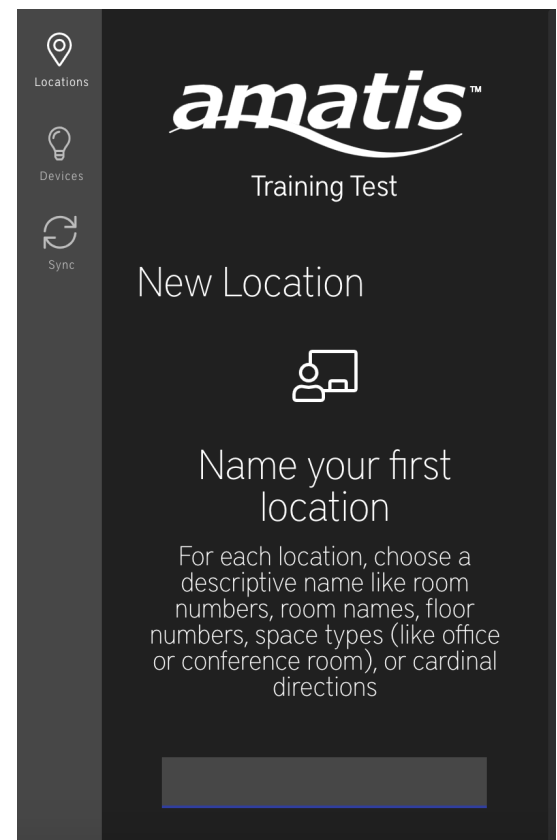 Locations
Devices
Sync
amatis™
Training Test
New Location
Name your first
location
For each location, choose a
descriptive name like room
numbers, room names, floor
numbers, space types (like office
or conference room), or cardinal
directions